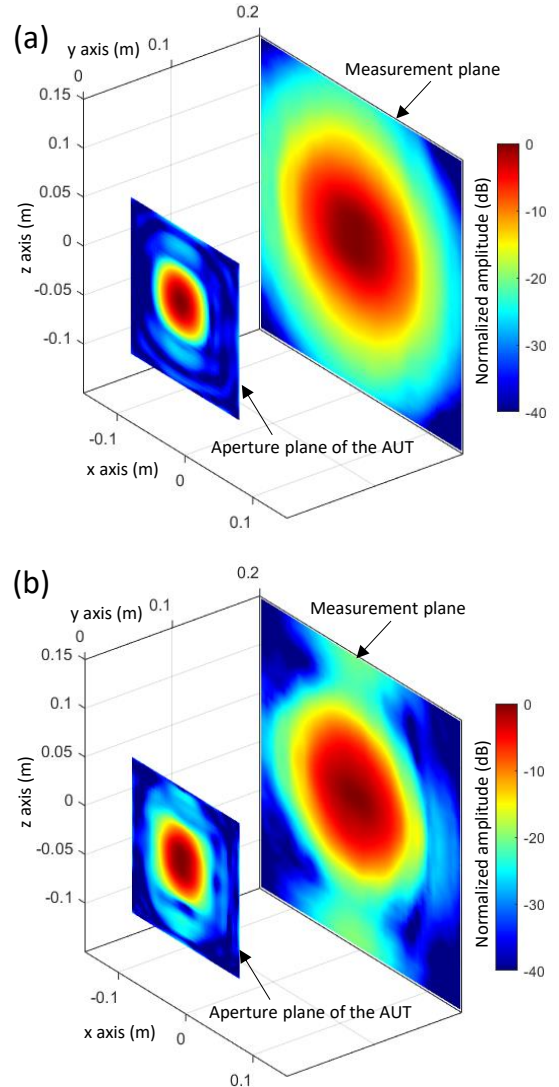 (a)
0.2
y axis (m)
0.1
0
Measurement plane
0.15
0.1
0.05
0
-0.05
-0.1
z axis (m)
0
-10
-20
-30
-40
Normalized amplitude (dB)
Aperture plane of the AUT
-0.1
x axis (m)
0
0.1
(b)
0.2
y axis (m)
0.1
0
Measurement plane
0.15
0.1
0.05
0
-0.05
-0.1
z axis (m)
0
-10
-20
-30
-40
Normalized amplitude (dB)
Aperture plane of the AUT
-0.1
x axis (m)
0
0.1